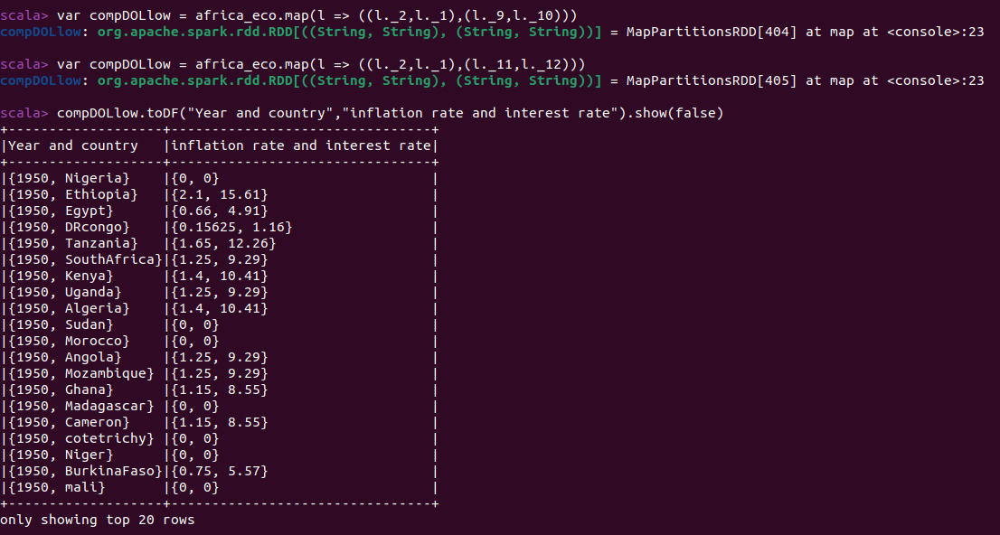 scala> var compDOLlow = africa_eco.map(l => ((l._2,l._1),(l._9,l._10)))
compDOLlow: org.apache.spark.rdd.RDD[((String, String), (String, String))] = MapPartitionsRDD[404] at map at <console>:23
scala> var compDOLlow = africa_eco.map(l => ((l._2,l._1),(l._11,l._12)))
compDOLlow: org.apache.spark.rdd.RDD[((String, String), (String, String))] = MapPartitionsRDD[405] at map at <console>:23
scala> compDOLlow.toDF("Year and country","inflation rate and interest rate").show(false)
+-------------------+--------------------------------+
|Year and country   |inflation rate and interest rate|
+-------------------+--------------------------------+
|{1950, Nigeria}    |{0, 0}                          |
|{1950, Ethiopia}   |{2.1, 15.61}                    |
|{1950, Egypt}      |{0.66, 4.91}                    |
|{1950, DRcongo}    |{0.15625, 1.16}                 |
|{1950, Tanzania}   |{1.65, 12.26}                   |
|{1950, SouthAfrica}|{1.25, 9.29}                    |
|{1950, Kenya}      |{1.4, 10.41}                    |
|{1950, Uganda}     |{1.25, 9.29}                    |
|{1950, Algeria}    |{1.4, 10.41}                    |
|{1950, Sudan}      |{0, 0}                          |
|{1950, Morocco}    |{0, 0}                          |
|{1950, Angola}     |{1.25, 9.29}                    |
|{1950, Mozambique} |{1.25, 9.29}                    |
|{1950, Ghana}      |{1.15, 8.55}                    |
|{1950, Madagascar} |{0, 0}                          |
|{1950, Cameron}    |{1.15, 8.55}                    |
|{1950, cotetrichy} |{0, 0}                          |
|{1950, Niger}      |{0, 0}                          |
|{1950, BurkinaFaso}|{0.75, 5.57}                    |
|{1950, mali}       |{0, 0}                          |
+-------------------+--------------------------------+
only showing top 20 rows